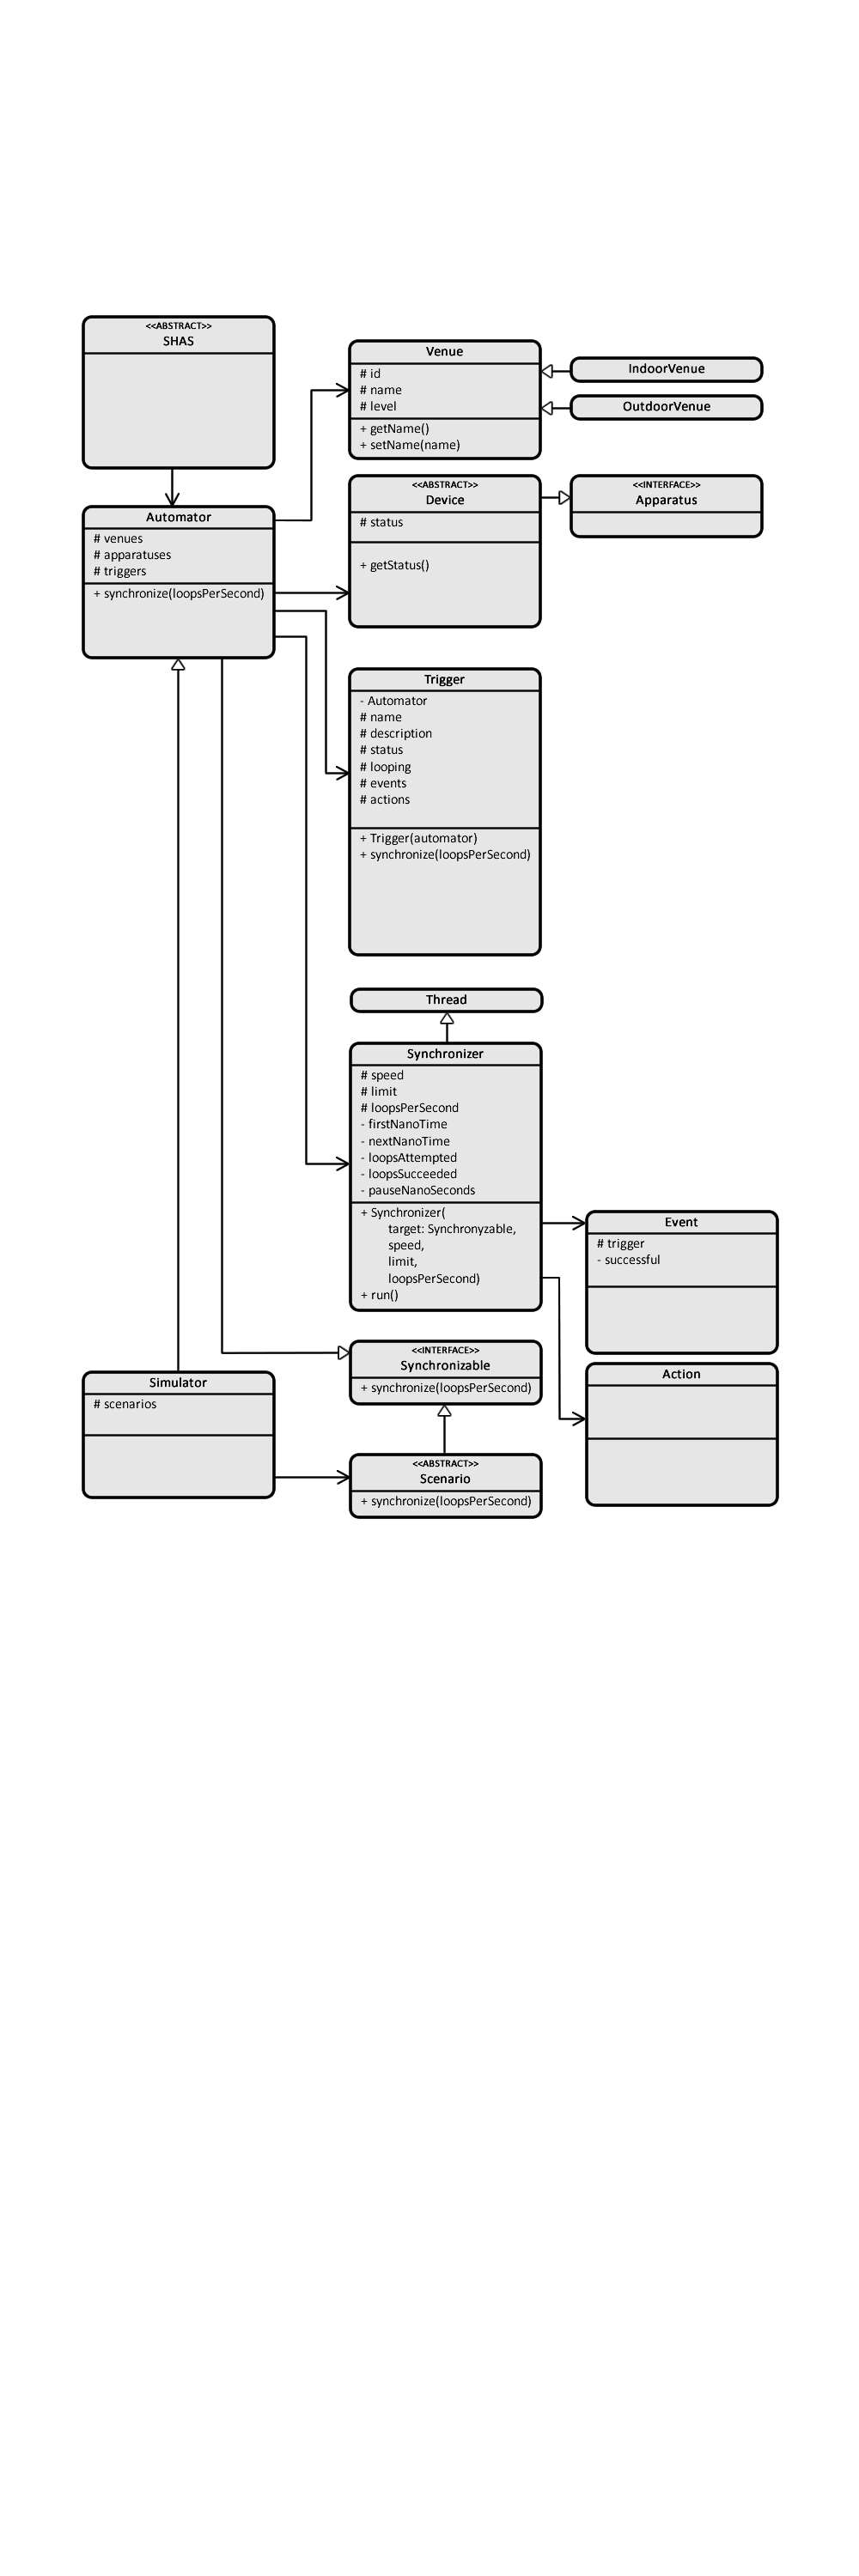 <<ABSTRACT>>
SHAS
Venue
# id
# name
# level
+ getName()
+ setName(name)
IndoorVenue
OutdoorVenue
<<ABSTRACT>>
Device
# status
+ getStatus()
<<INTERFACE>>
Apparatus
Automator
# venues
# apparatuses
# triggers
+ synchronize(loopsPerSecond)
Trigger
- Automator
# name
# description
# status
# looping
# events
# actions
+ Trigger(automator)
+ synchronize(loopsPerSecond)
Thread
Synchronizer
# speed
# limit
# loopsPerSecond
- firstNanoTime
- nextNanoTime
- loopsAttempted
- loopsSucceeded
- pauseNanoSeconds
+ Synchronizer(
target: Synchronyzable,
speed,
limit,
loopsPerSecond)
+ run()
Event
# trigger
- successful
Action
<<INTERFACE>>
Synchronizable
+ synchronize(loopsPerSecond)
Simulator
# scenarios
<<ABSTRACT>>
Scenario
+ synchronize(loopsPerSecond)